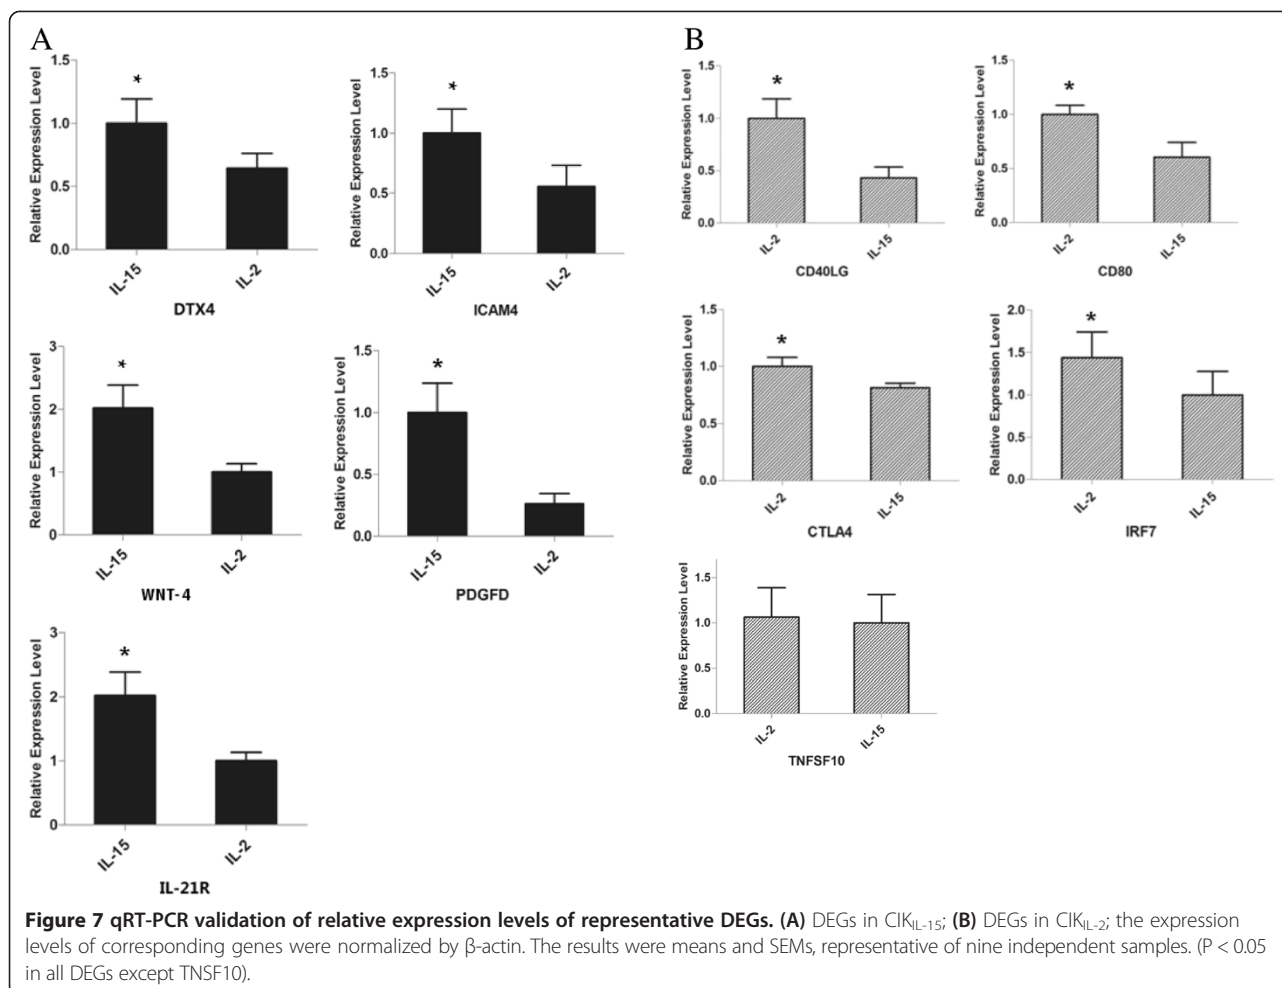 A
Relative Expression Level
1.5
1.0
0.5
0.0
*
IL-15
IL-2
DTX4
Relative Expression Level
1.5
1.0
0.5
0.0
*
IL-15
IL-2
ICAM4
Relative Expression Level
3
2
1
0
*
IL-15
IL-2
WNT-4
Relative Expression Level
1.5
1.0
0.5
0.0
*
IL-15
IL-2
PDGFD
Relative Expression Level
3
2
1
0
*
IL-15
IL-2
IL-21R
B
Relative Expression Level
1.5
1.0
0.5
0.0
*
IL-2
IL-15
CD40LG
Relative Expression Level
1.5
1.0
0.5
0.0
*
IL-2
IL-15
CD80
Relative Expression Level
1.5
1.0
0.5
0.0
*
IL-2
IL-15
CTLA4
Relative Expression Level
2.0
1.5
1.0
0.5
0.0
*
IL-2
IL-15
IRF7
Relative Expression Level
1.5
1.0
0.5
0.0
IL-2
IL-15
TNFSF10
Figure 7 qRT-PCR validation of relative expression levels of representative DEGs. (A) DEGs in CIK<sub>IL-15</sub>; (B) DEGs in CIK<sub>IL-2</sub>; the expression
levels of corresponding genes were normalized by β-actin. The results were means and SEMs, representative of nine independent samples. (P < 0.05
in all DEGs except TNSF10).